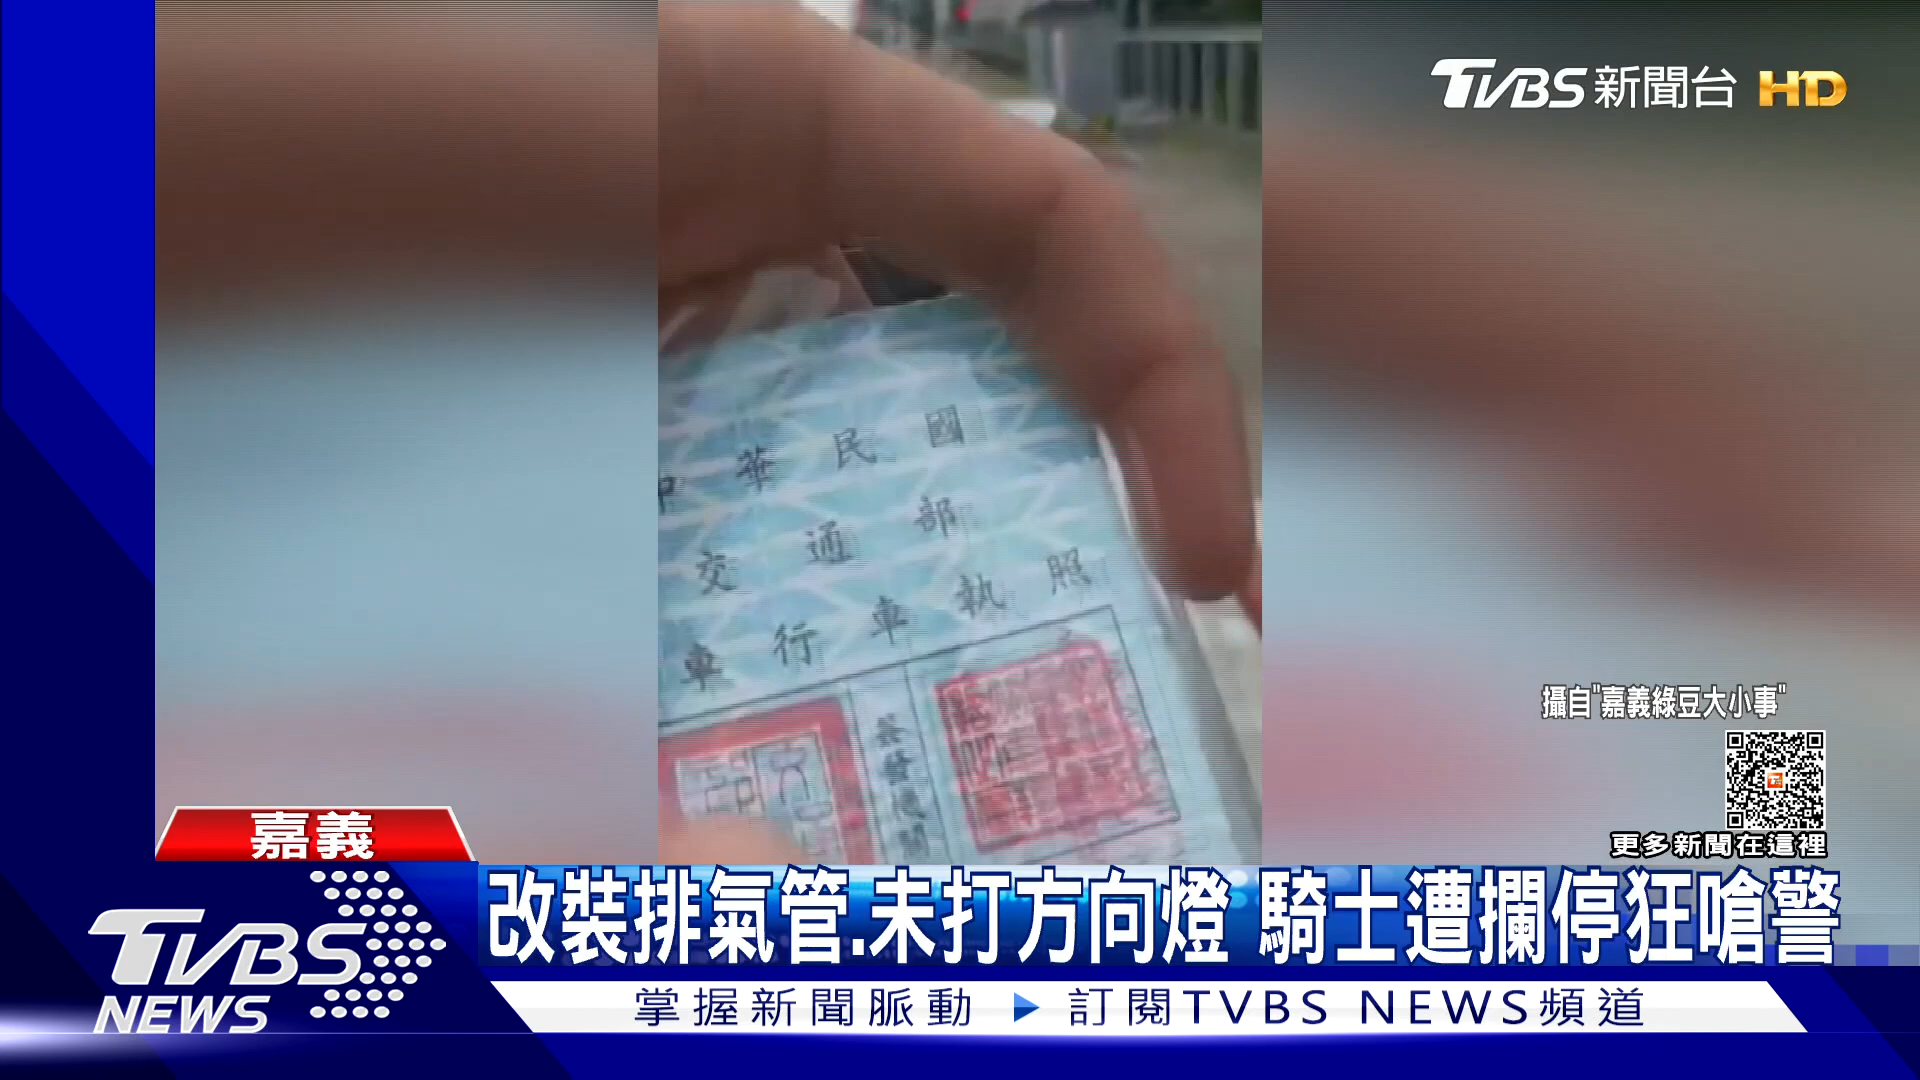 TVBS新聞台 HD
中華民國
交通部
車行車執照
簽發機關
攝自"嘉義綠豆大小事"
更多新聞在這裡
嘉義
改裝排氣管.未打方向燈 騎士遭攔停狂嗆警
TVBS
NEWS
掌握新聞脈動 ▶ 訂閱TVBS NEWS頻道